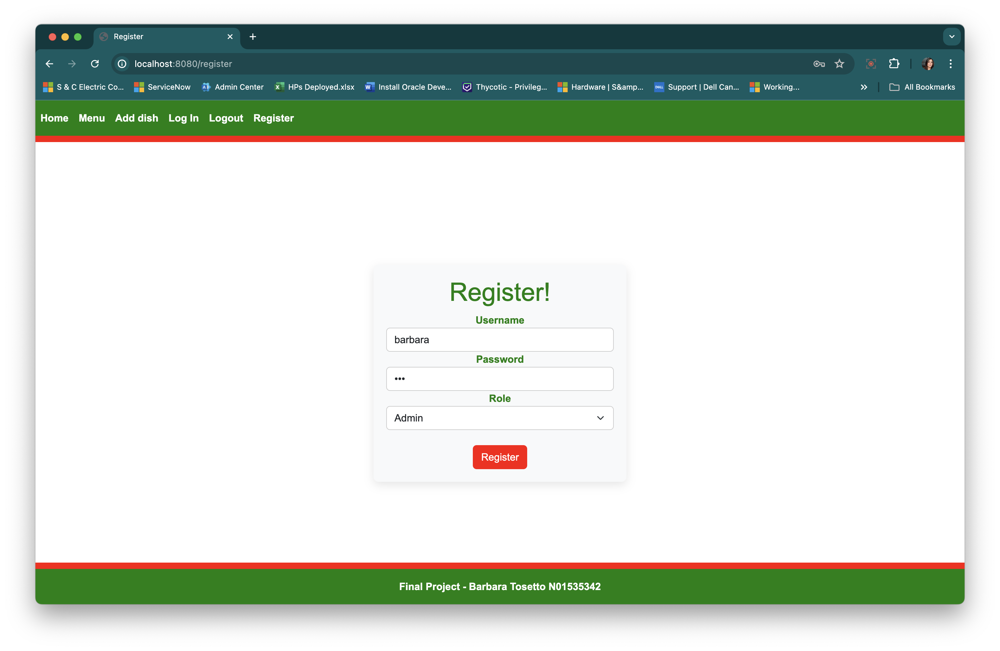 Register
localhost:8080/register
S & C Electric Co...
ServiceNow
Admin Center
HPs Deployed.xlsx
Install Oracle Deve...
Thycotic - Privileg...
Hardware | S&amp...
Support | Dell Can...
Working...
All Bookmarks
Home Menu Add dish Log In Logout Register
Register!
Username
barbara
Password
•••
Role
Admin
Register
Final Project - Barbara Tosetto N01535342